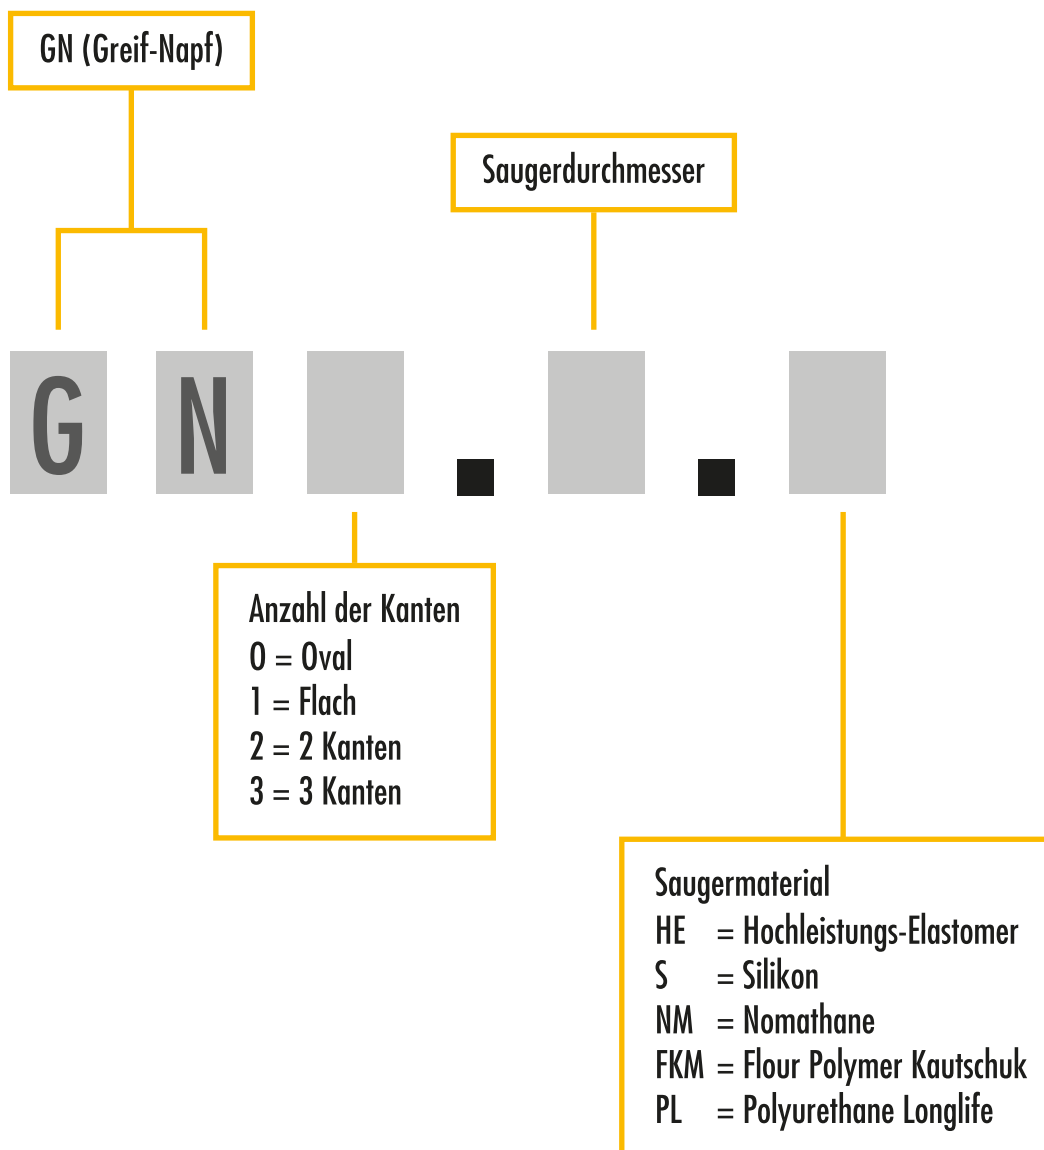 GN (Greif-Napf)
Saugerdurchmesser
G N . .
Anzahl der Kanten
0 = Oval
1 = Flach
2 = 2 Kanten
3 = 3 Kanten
Saugermaterial
HE = Hochleistungs-Elastomer
S = Silikon
NM = Nomathane
FKM = Flour Polymer Kautschuk
PL = Polyurethane Longlife